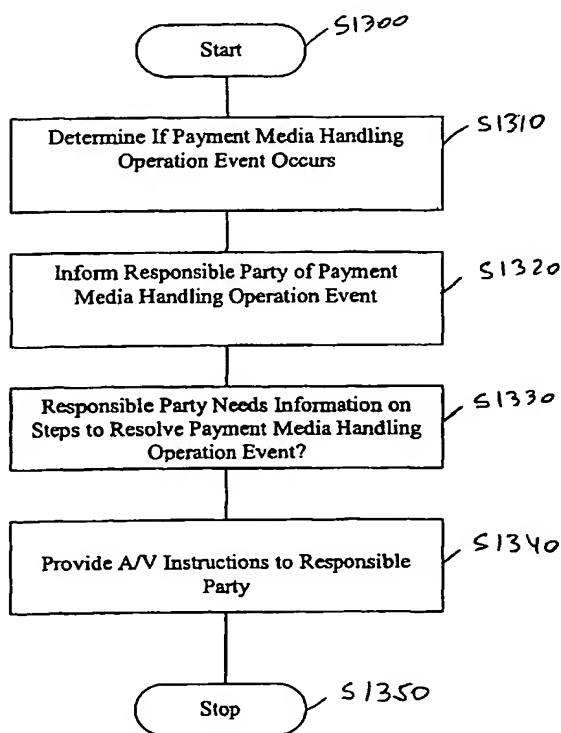 Start
S1300
Determine If Payment Media Handling
Operation Event Occurs
S1310
Inform Responsible Party of Payment
Media Handling Operation Event
S1320
Responsible Party Needs Information on
Steps to Resolve Payment Media Handling
Operation Event?
S1330
Provide A/V Instructions to Responsible
Party
S1340
Stop
S1350